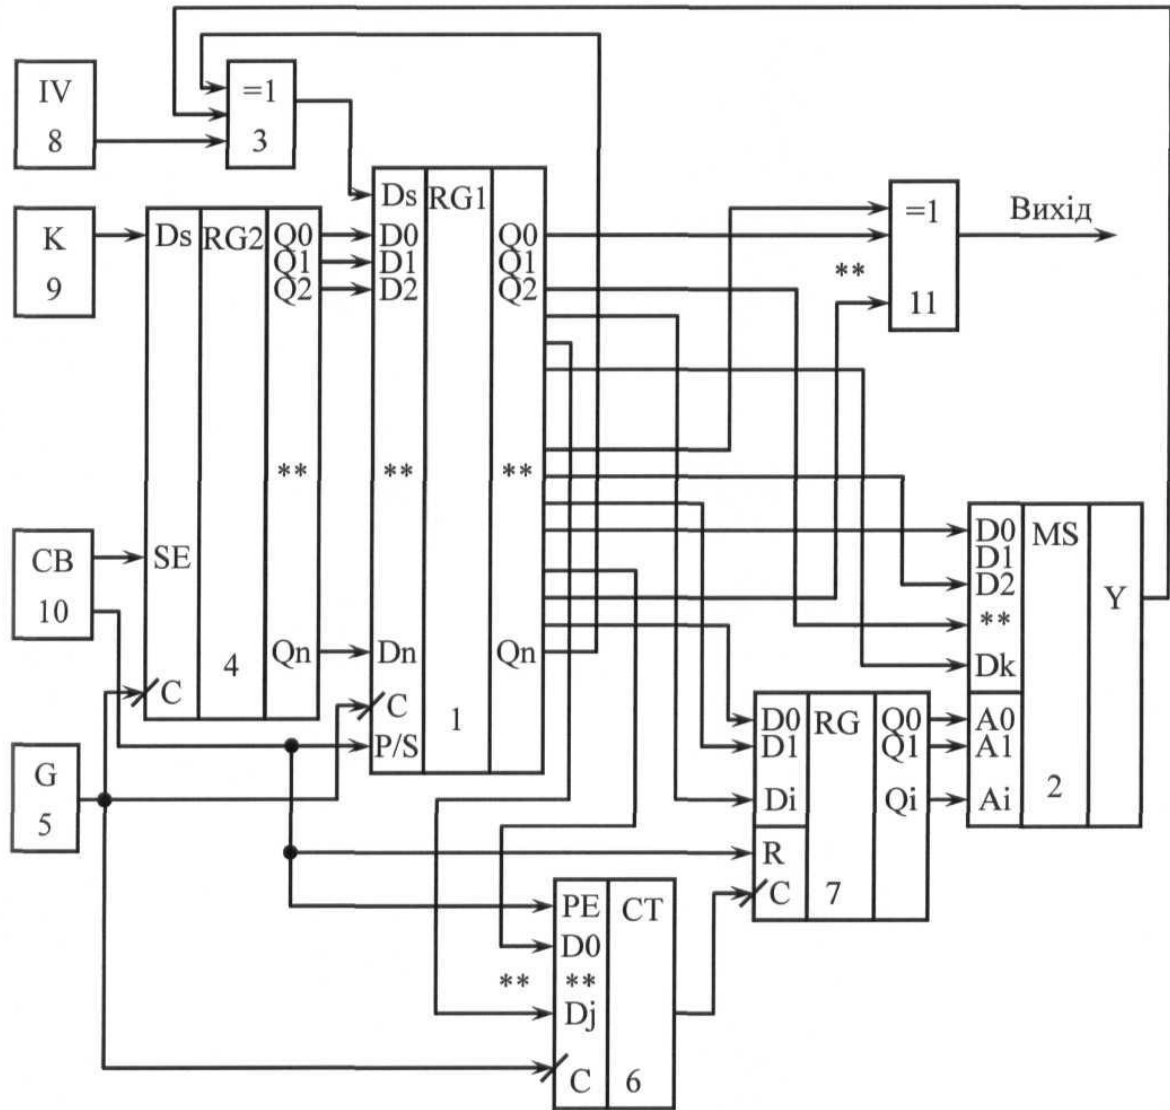 IV
8
=1
3
K
9
Ds
RG2
Q0
Q1
Q2
**
SE
Qn
4
C
CB
10
G
5
Ds
RG1
D0
D1
D2
Q0
Q1
Q2
**
**
Dn
Qn
C
1
P/S
=1
11
**
Вихід
D0
MS
D1
D2
**
Y
Dk
A0
A1
2
Ai
D0
RG
Q0
D1
Q1
Di
Qi
R
C
7
PE
CT
D0
**
**
Dj
C
6